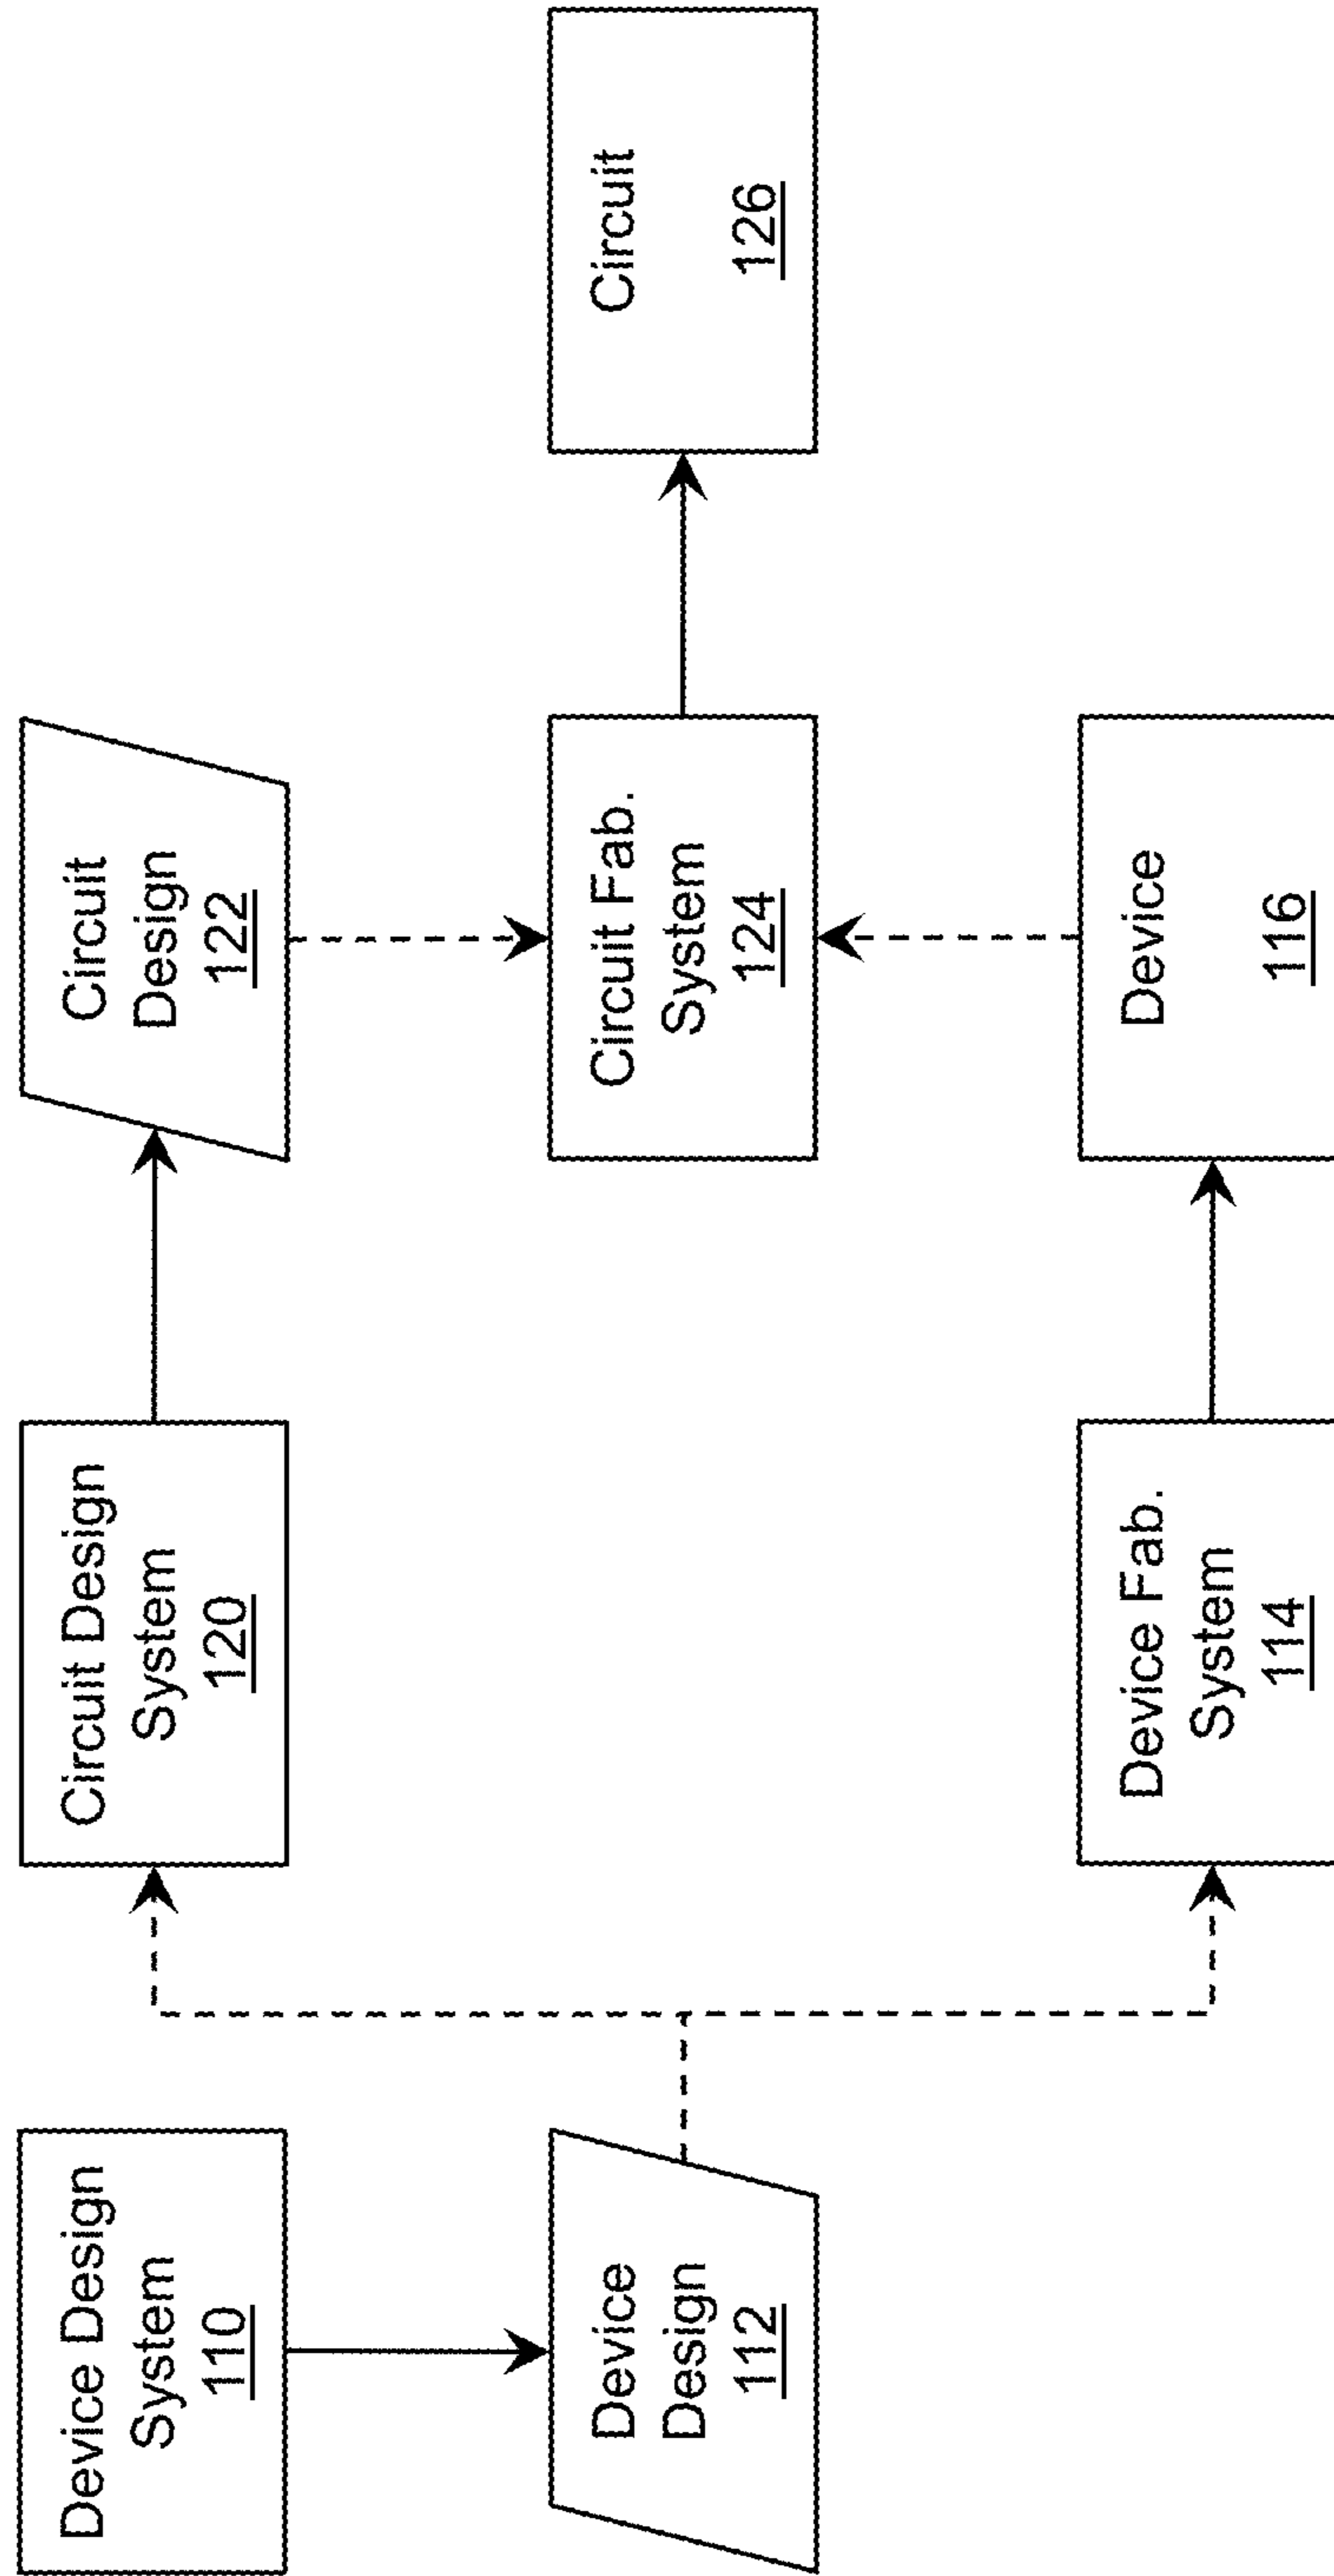 Device Design
System
110
Device
Design
112
Circuit Design
System
120
Device Fab.
System
114
Circuit
Design
122
Circuit Fab.
System
124
Device
116
Circuit
126